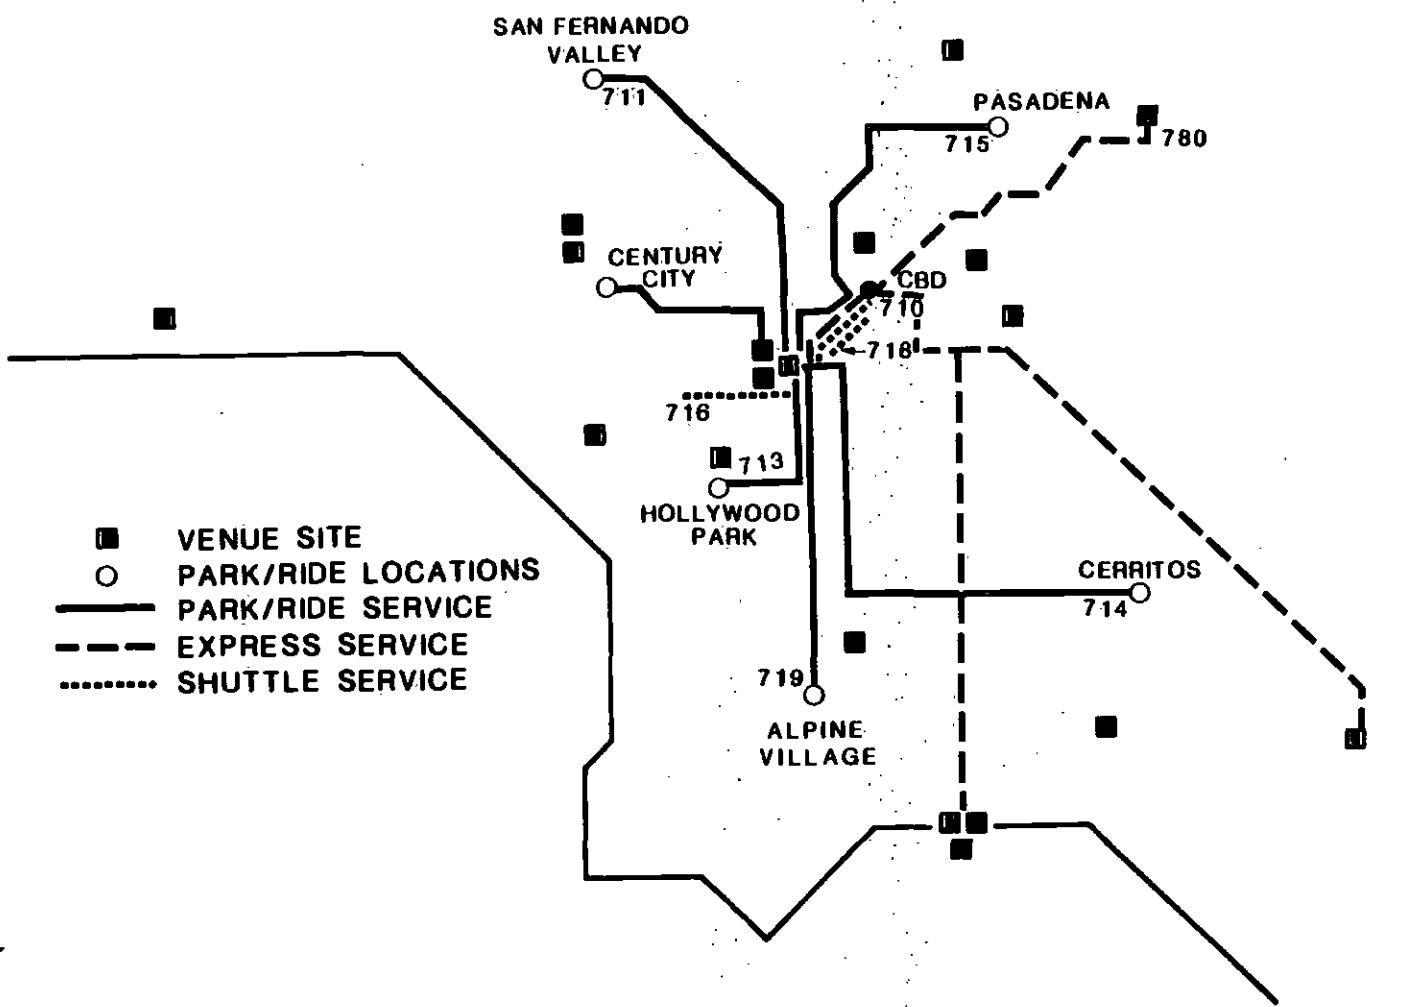 SAN FERNANDO
VALLEY
711
PASADENA
715
780
CENTURY
CITY
CBD
710
718
716
713
HOLLYWOOD
PARK
VENUE SITE
PARK/RIDE LOCATIONS
PARK/RIDE SERVICE
EXPRESS SERVICE
SHUTTLE SERVICE
CERRITOS
714
719
ALPINE
VILLAGE